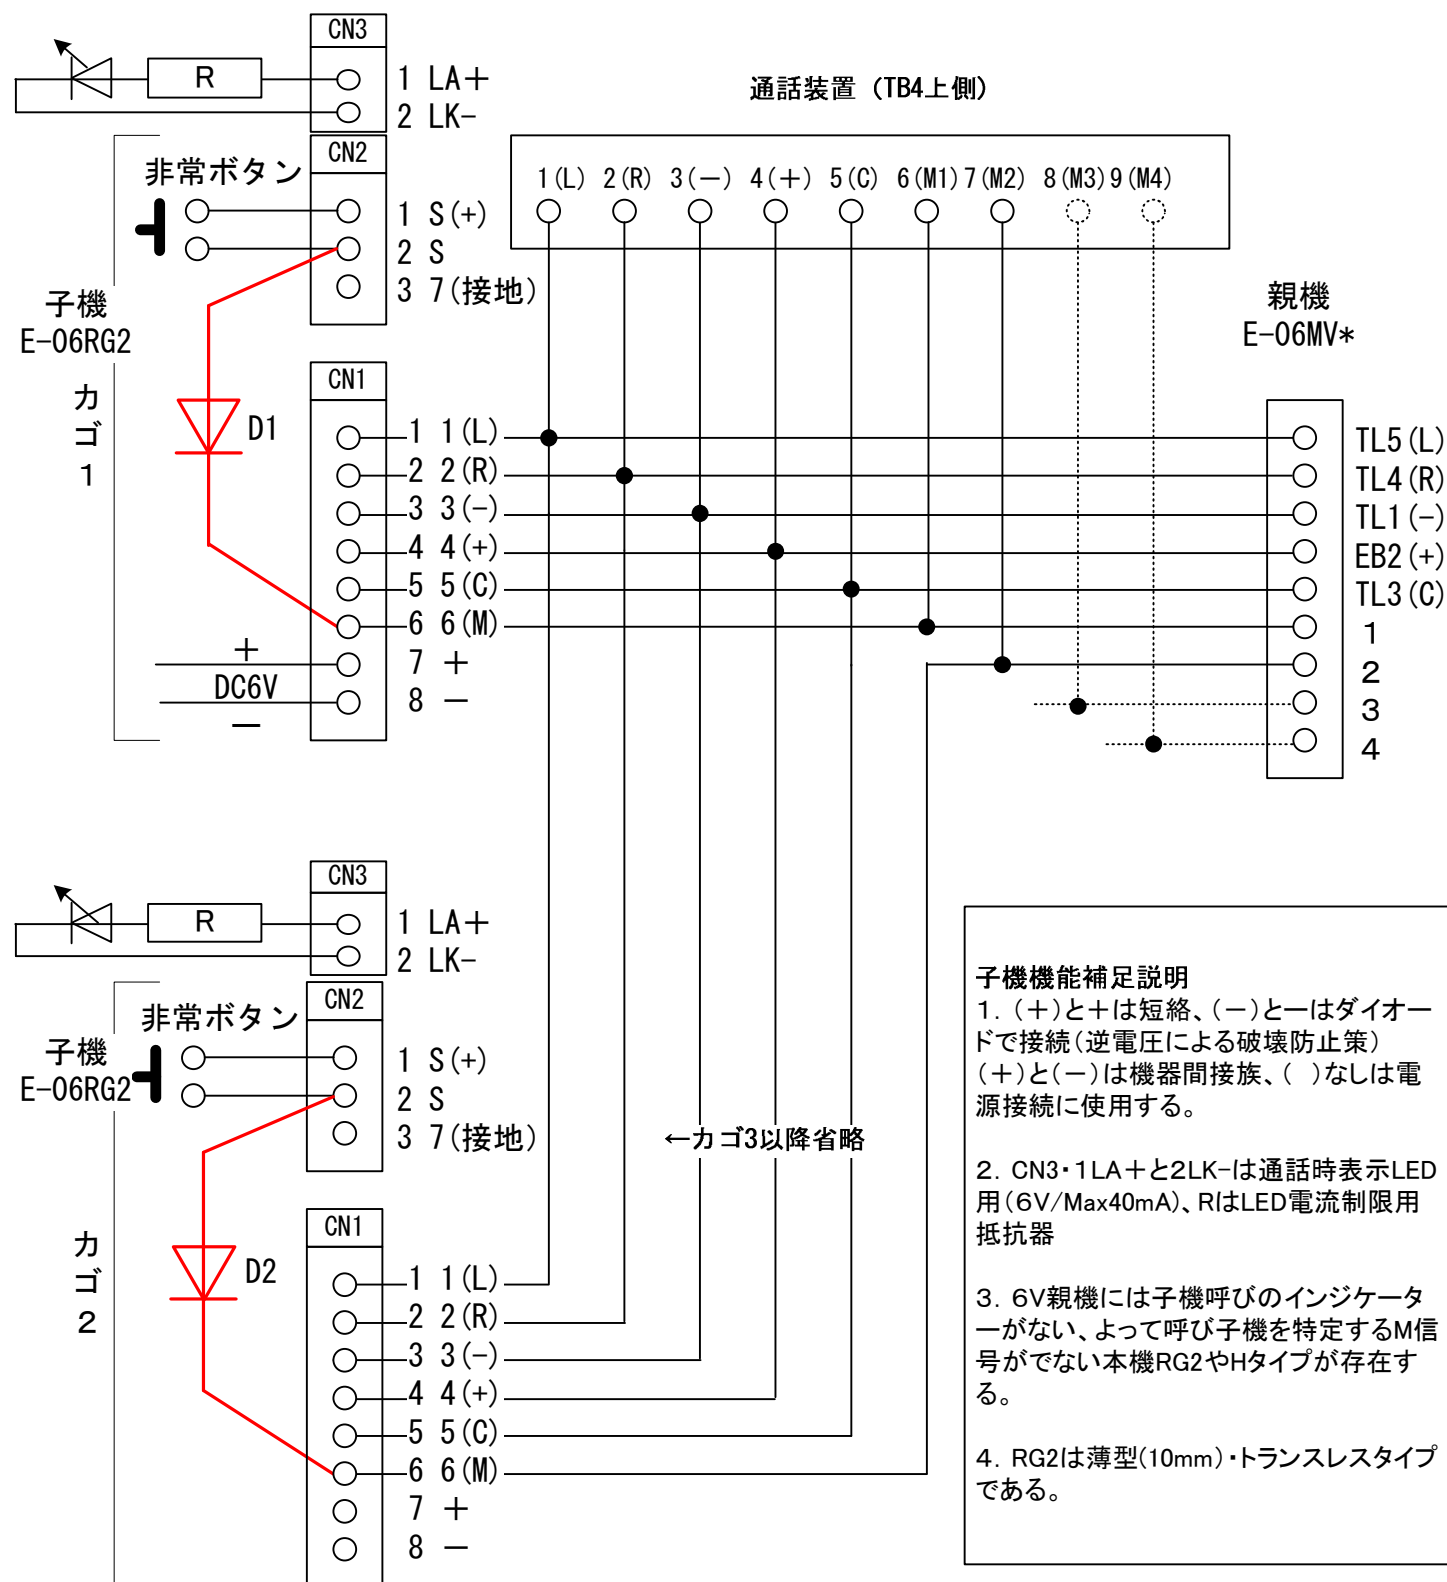 CN3
R
1 LA＋
2 LK−
通話装置（TB4上側）
CN2
非常ボタン
1(L) 2(R) 3(－) 4(＋) 5(C) 6(M1) 7(M2) 8(M3) 9(M4)
1 S(+)
2 S
3 7(接地)
子機
E-06RG2
親機
E-06MV*
カゴ1
CN1
D1
1 1(L)
2 2(R)
3 3(-)
4 4(+)
5 5(C)
6 6(M)
7 ＋
8 －
＋
DC6V
－
TL5(L)
TL4(R)
TL1(-)
EB2(+)
TL3(C)
1
2
3
4
CN3
R
1 LA＋
2 LK−
CN2
非常ボタン
1 S(+)
2 S
3 7(接地)
子機
E-06RG2
←カゴ3以降省略
カゴ2
CN1
D2
1 1(L)
2 2(R)
3 3(-)
4 4(+)
5 5(C)
6 6(M)
7 ＋
8 －
子機機能補足説明
1. （＋）と＋は短絡、（－）とーはダイオー
ドで接続（逆電圧による破壊防止策）
（＋）と（－）は機器間接族、（　）なしは電
源接続に使用する。
2. CN3・1LA＋と2LK-は通話時表示LED
用（6V/Max40mA）、RはLED電流制限用
抵抗器
3. 6V親機には子機呼びのインジケータ
ーがない、よって呼び子機を特定するM信
号がでない本機RG2やHタイプが存在す
る。
4. RG2は薄型(10mm)・トランスレスタイプ
である。